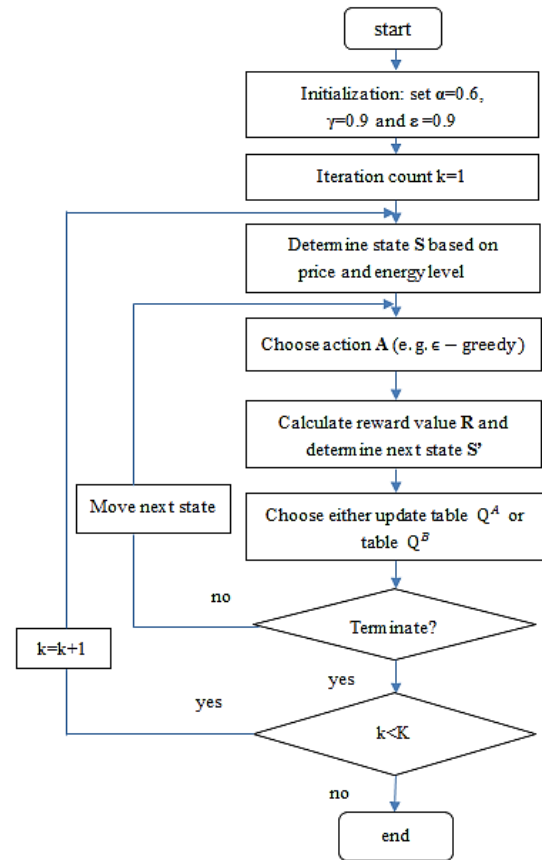 start
Initialization: set α=0.6,
γ=0.9 and ε=0.9
Iteration count k=1
Determine state S based on
price and energy level
Choose action A (e. g. ϵ − greedy)
Calculate reward value R and
determine next state S’
Move next state
Choose either update table Q^A or
table Q^B
no
Terminate?
k=k+1
yes
yes
k<K
no
end